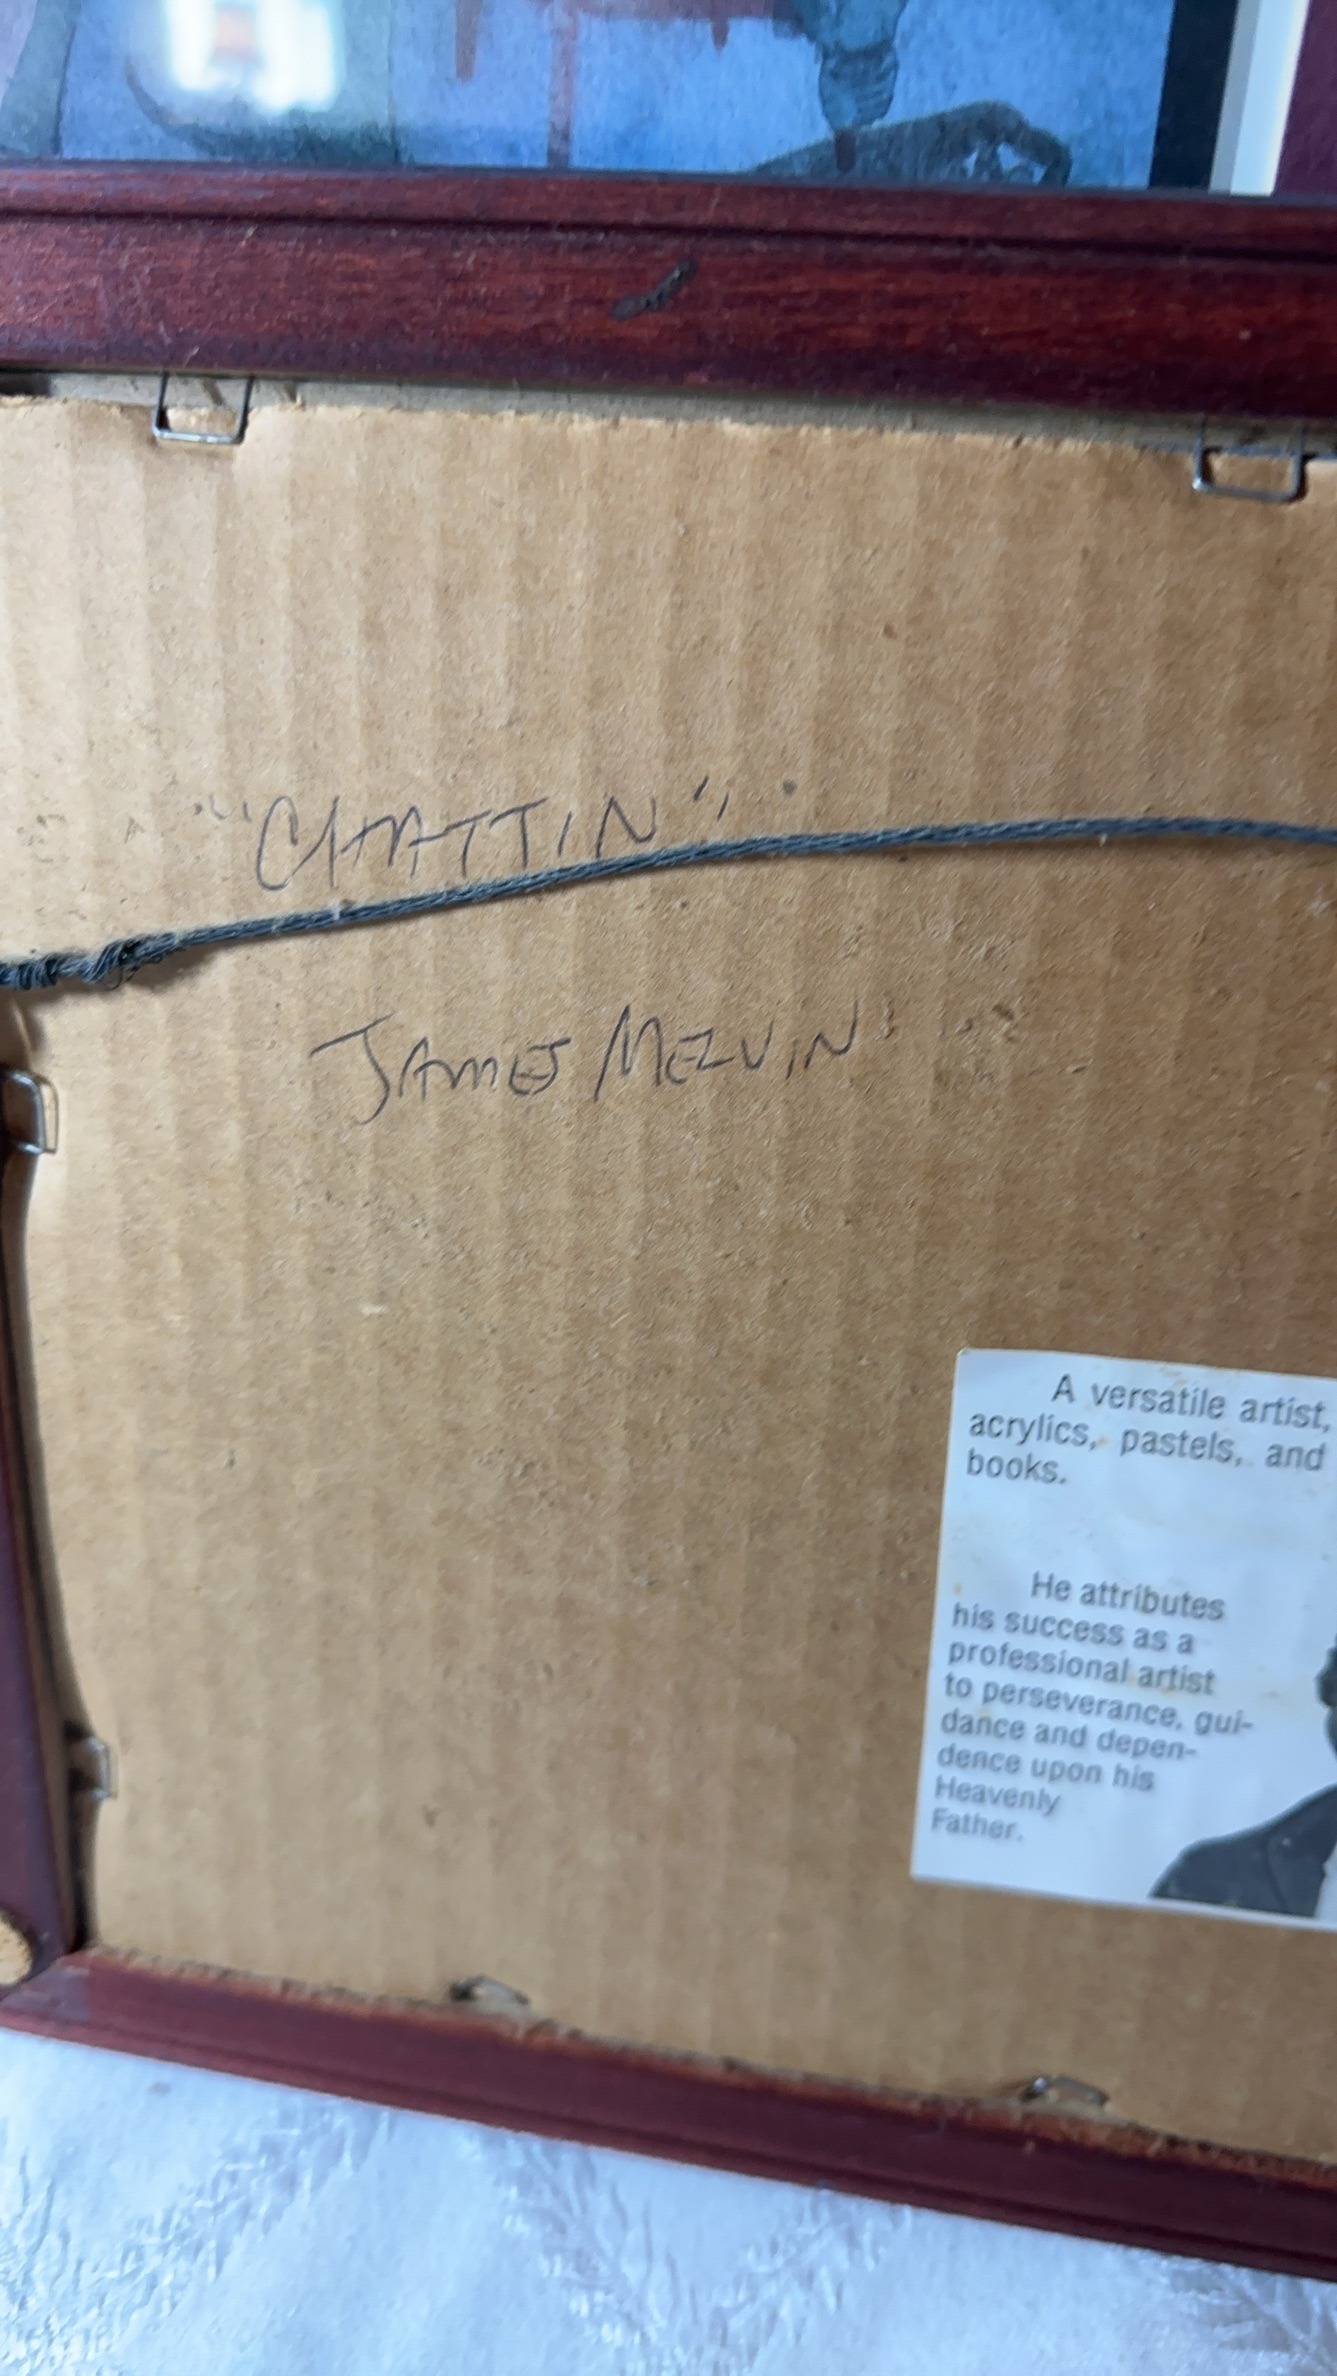 "CHATTIN"
JAMES MELVIN
A versatile artist,
acrylics, pastels, and
books.
He attributes
his success as a
professional artist
to perseverance, gui-
dance and depen-
dence upon his
Heavenly
Father.